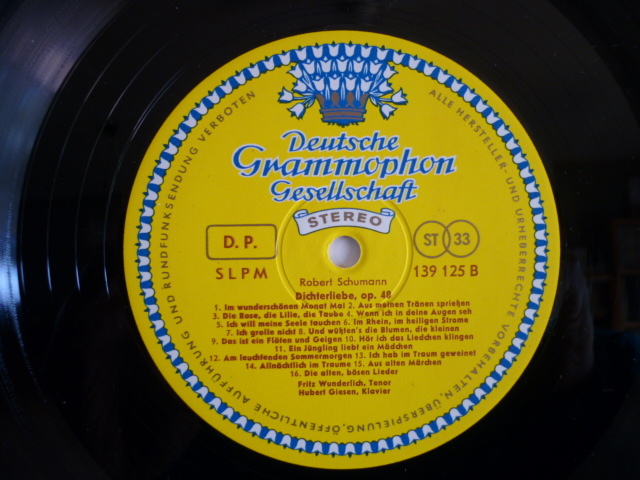 Deutsche
Grammophon
Gesellschaft
STEREO
D.P.
ST 33
SLPM
139 125 B
Robert Schumann
Dichterliebe, op. 48
1. Im wunderschönen Monat Mai 2. Aus meinen Tränen sprießen
3. Die Rose, die Lilie, die Taube 4. Wenn ich in deine Augen seh
5. Ich will meine Seele tauchen 6. Im Rhein, im heiligen Strome
7. Ich grolle nicht 8. Und wüßten's die Blumen, die kleinen
9. Das ist ein Flöten und Geigen 10. Hör ich das Liedchen klingen
11. Ein Jüngling liebt ein Mädchen
12. Am leuchtenden Sommermorgen 13. Ich hab im Traum geweinet
14. Allnächtlich im Traume 15. Aus alten Märchen
16. Die alten, bösen Lieder
Fritz Wunderlich, Tenor
Hubert Giesen, Klavier
ALLE HERSTELLER- UND URHEBERRECHTE VORBEHALTEN, ÜBERSPIELUNG, ÖFFENTLICHE AUFFÜHRUNG UND RUNDFUNKSENDUNG VERBOTEN